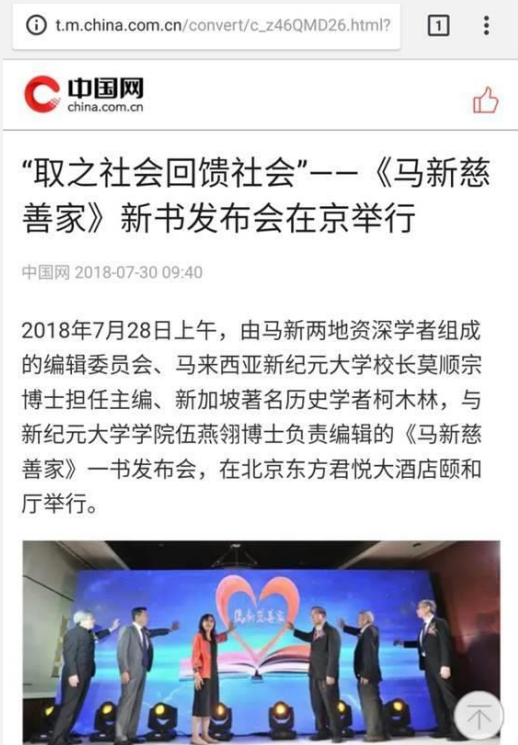 t.m.china.com.cn/convert/c_z46QMD26.html?
1
中国网
china.com.cn
“取之社会回馈社会”——《马新慈
善家》新书发布会在京举行
中国网 2018-07-30 09:40
2018年7月28日上午，由马新两地资深学者组成
的编辑委员会、马来西亚新纪元大学校长莫顺宗
博士担任主编、新加坡著名历史学者柯木林，与
新纪元大学学院伍燕翎博士负责编辑的《马新慈
善家》一书发布会，在北京东方君悦大酒店颐和
厅举行。
马新慈善家